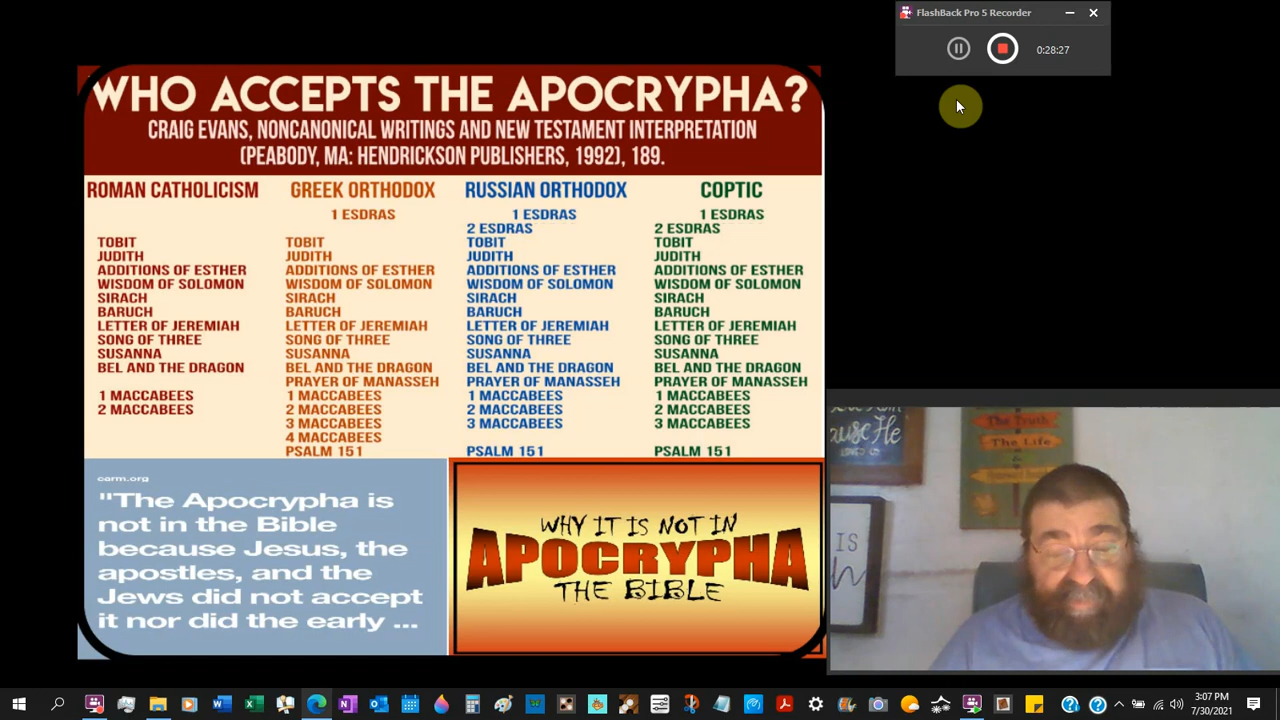 FlashBack Pro 5 Recorder
0:28:27
WHO ACCEPTS THE APOCRYPHA?
CRAIG EVANS, NONCANONICAL WRITINGS AND NEW TESTAMENT INTERPRETATION
(PEABODY, MA: HENDRICKSON PUBLISHERS, 1992), 189.
ROMAN CATHOLICISM
TOBIT
JUDITH
ADDITIONS OF ESTHER
WISDOM OF SOLOMON
SIRACH
BARUCH
LETTER OF JEREMIAH
SONG OF THREE
SUSANNA
BEL AND THE DRAGON
1 MACCABEES
2 MACCABEES
GREEK ORTHODOX
1 ESDRAS
TOBIT
JUDITH
ADDITIONS OF ESTHER
WISDOM OF SOLOMON
SIRACH
BARUCH
LETTER OF JEREMIAH
SONG OF THREE
SUSANNA
BEL AND THE DRAGON
PRAYER OF MANASSEH
1 MACCABEES
2 MACCABEES
3 MACCABEES
4 MACCABEES
PSALM 151
RUSSIAN ORTHODOX
1 ESDRAS
2 ESDRAS
TOBIT
JUDITH
ADDITIONS OF ESTHER
WISDOM OF SOLOMON
SIRACH
BARUCH
LETTER OF JEREMIAH
SONG OF THREE
SUSANNA
BEL AND THE DRAGON
PRAYER OF MANASSEH
1 MACCABEES
2 MACCABEES
3 MACCABEES
PSALM 151
COPTIC
1 ESDRAS
2 ESDRAS
TOBIT
JUDITH
ADDITIONS OF ESTHER
WISDOM OF SOLOMON
SIRACH
BARUCH
LETTER OF JEREMIAH
SONG OF THREE
SUSANNA
BEL AND THE DRAGON
PRAYER OF MANASSEH
1 MACCABEES
2 MACCABEES
3 MACCABEES
PSALM 151
carm.org
"The Apocrypha is
not in the Bible
because Jesus, the
apostles, and the
Jews did not accept
it nor did the early ...
WHY IT IS NOT IN
APOCRYPHA
THE BIBLE
He
The Truth
The Life
IS
3:07 PM
7/30/2021